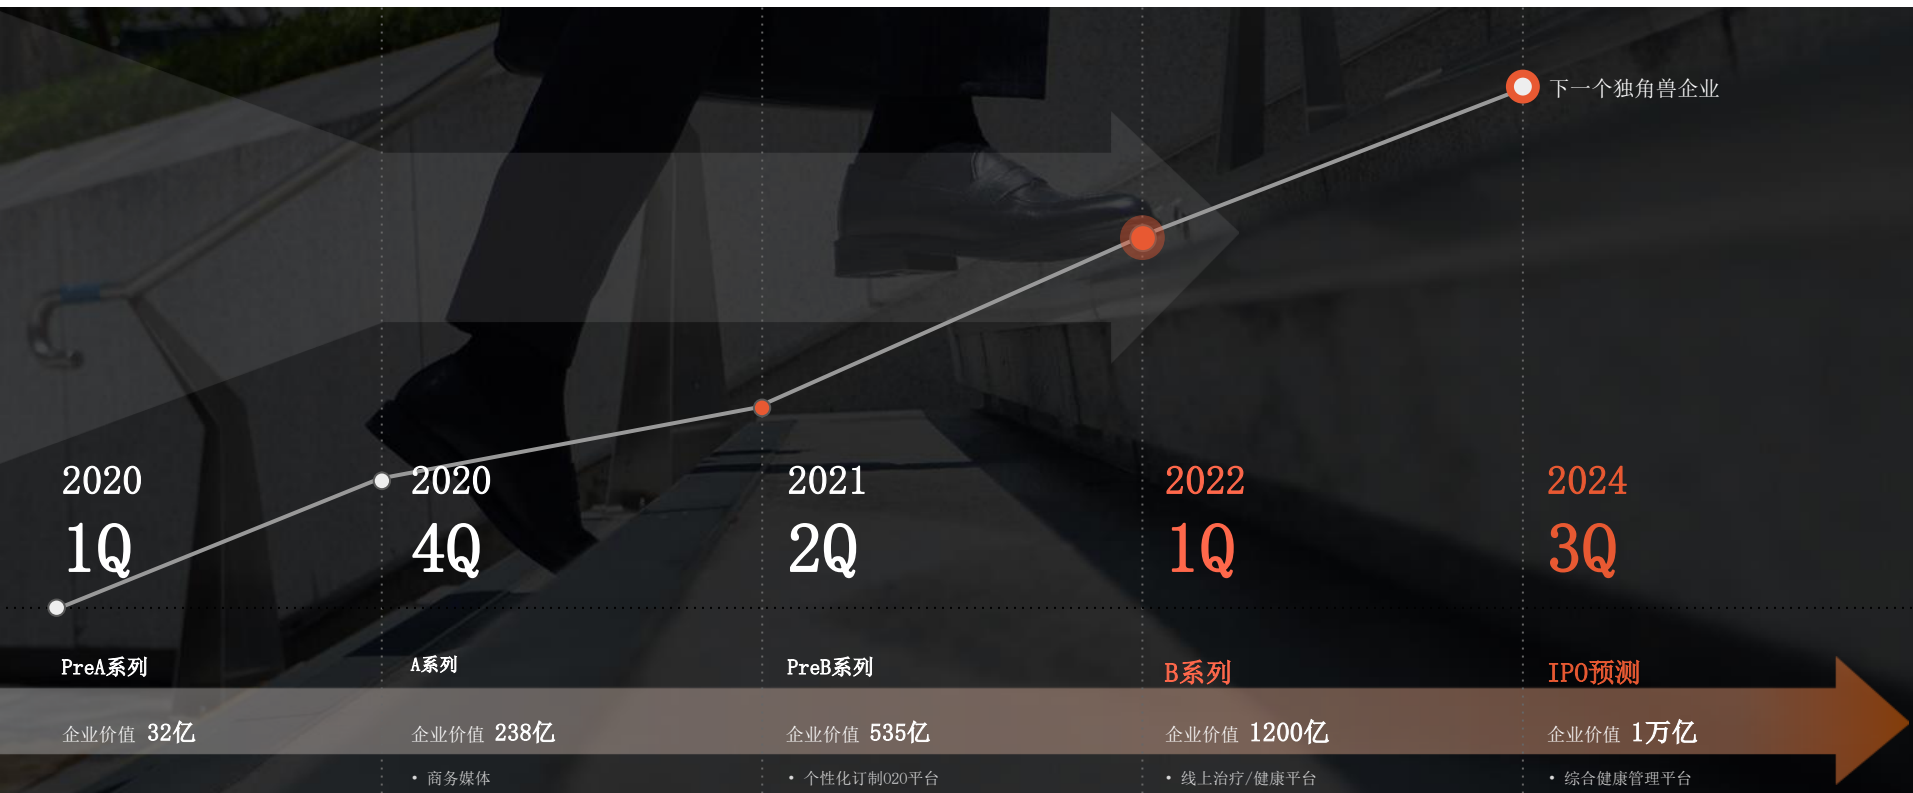 下一个独角兽企业
2020
1Q
2020
4Q
2021
2Q
2022
1Q
2024
3Q
PreA系列
A系列
PreB系列
B系列
IPO预测
企业价值 32亿
企业价值 238亿
企业价值 535亿
企业价值 1200亿
企业价值 1万亿
• 商务媒体
• 个性化订制O2O平台
• 线上治疗/健康平台
• 综合健康管理平台